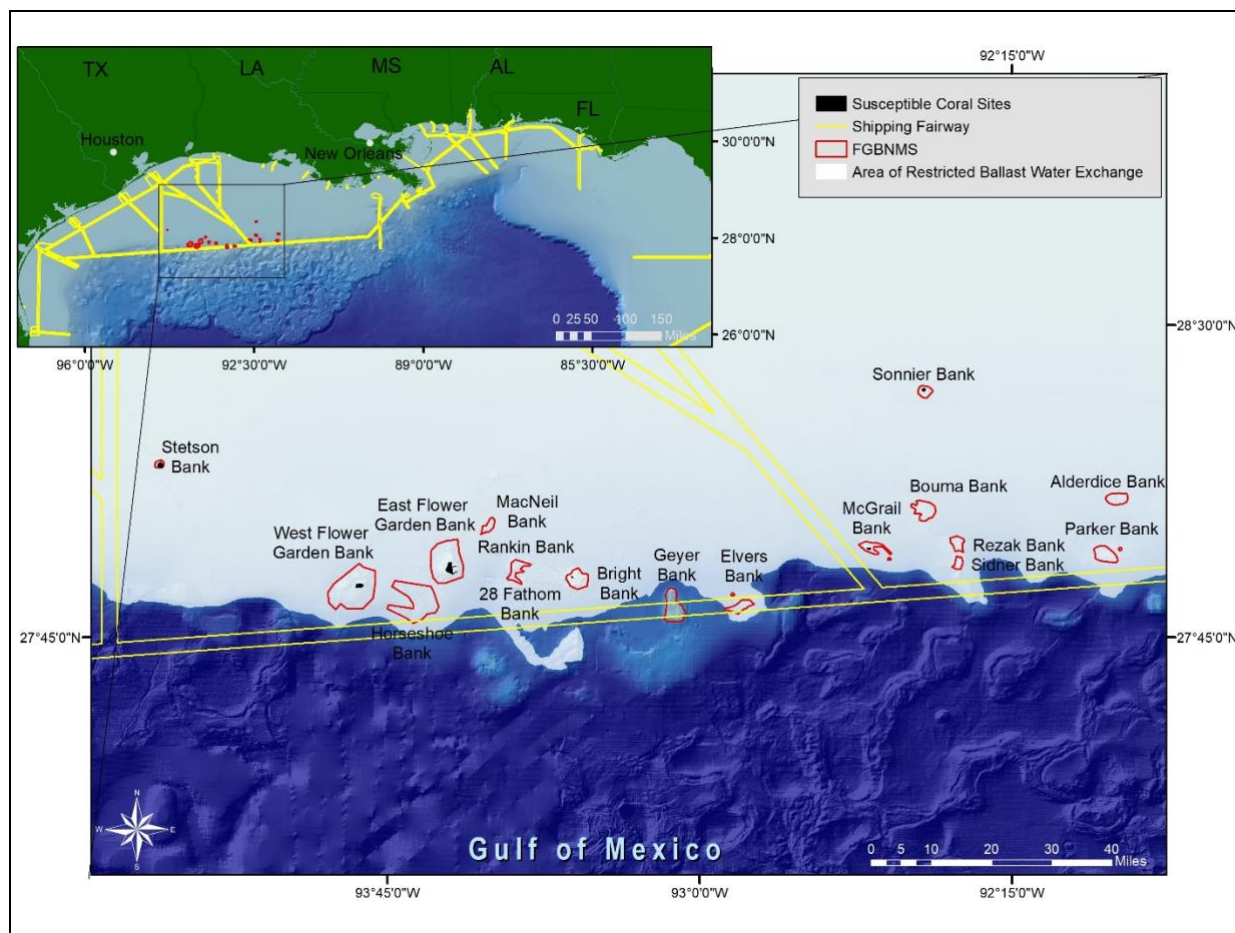 92°15'0"W
TX
LA
MS
AL
FL
Houston
New Orleans
30°0'0"N
28°0'0"N
26°0'0"N
0 25 50 100 150
Miles
96°0'0"W
92°30'0"W
89°0'0"W
85°30'0"W
Susceptible Coral Sites
Shipping Fairway
FGBNMS
Area of Restricted Ballast Water Exchange
28°30'0"N
Sonnier Bank
Stetson
Bank
East Flower
Garden Bank
MacNeil
Bank
Bouma Bank
Alderdice Bank
West Flower
Garden Bank
Rankin Bank
McGrail
Bank
Parker Bank
Geyer
Bank
Elvers
Bank
Rezak Bank
Sidner Bank
Bright
Bank
28 Fathom
Bank
Horseshoe
Bank
27°45'0"N
27°45'0"N
N
W
E
S
Gulf of Mexico
0 5 10 20 30 40
Miles
93°45'0"W
93°0'0"W
92°15'0"W